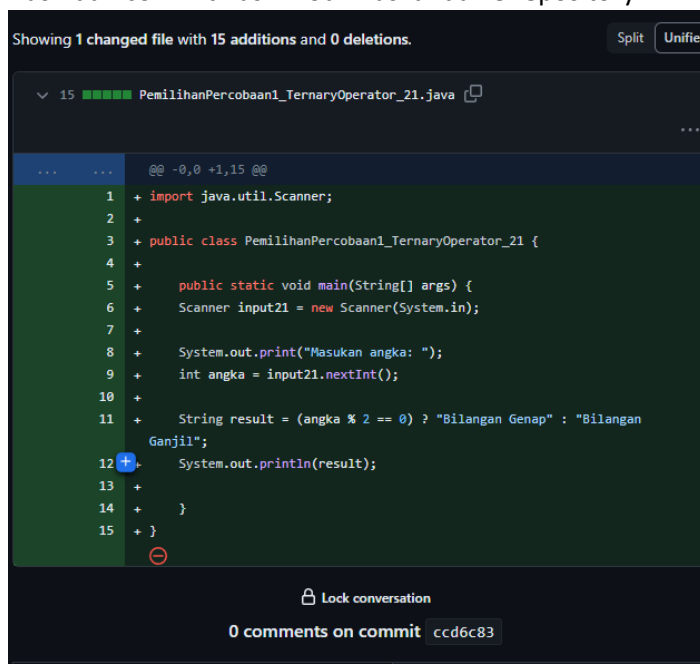 Showing 1 changed file with 15 additions and 0 deletions.
Split Unifie
15 PemilihanPercobaan1_TernaryOperator_21.java
...
... ... @@ -0,0 +1,15 @@
1 + import java.util.Scanner;
2 +
3 + public class PemilihanPercobaan1_TernaryOperator_21 {
4 +
5 + public static void main(String[] args) {
6 + Scanner input21 = new Scanner(System.in);
7 +
8 + System.out.print("Masukan angka: ");
9 + int angka = input21.nextInt();
10 +
11 + String result = (angka % 2 == 0) ? "Bilangan Genap" : "Bilangan
Ganjil";
12 + System.out.println(result);
13 +
14 + }
15 + }
Lock conversation
0 comments on commit ccd6c83